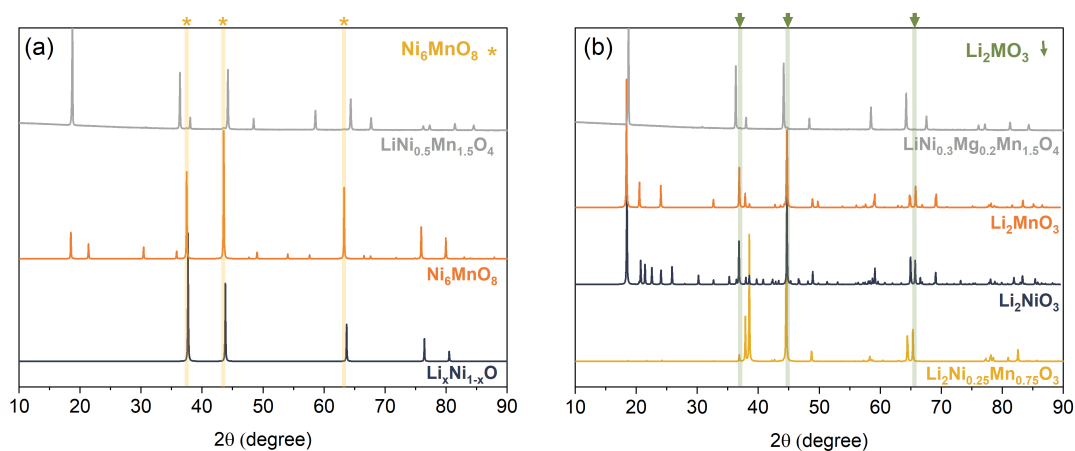 (a)
Ni₆MnO₈ *
LiNi₀.₅Mn₁.₅O₄
Ni₆MnO₈
LiₓNi₁₋ₓO
10 20 30 40 50 60 70 80 90
2θ (degree)
(b)
Li₂MO₃ ↓
LiNi₀.₃Mg₀.₂Mn₁.₅O₄
Li₂MnO₃
Li₂NiO₃
Li₂Ni₀.₂₅Mn₀.₇₅O₃
10 20 30 40 50 60 70 80 90
2θ (degree)